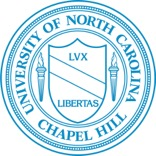 UNIVERSITY OF NORTH CAROLINA
LVX
LIBERTAS
CHAPEL HILL